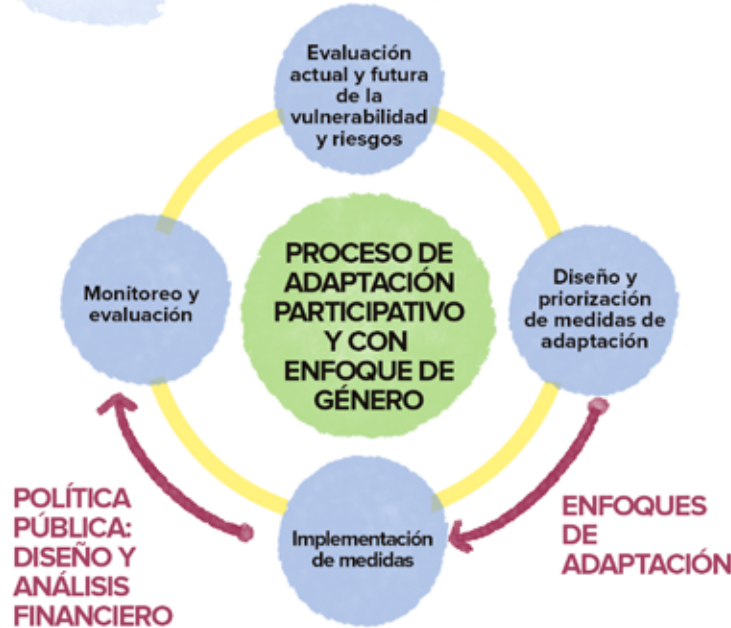 Evaluación
actual y futura
de la
vulnerabilidad
y riesgos
PROCESO DE
ADAPTACIÓN
PARTICIPATIVO
Y CON
ENFOQUE DE
GÉNERO
Monitoreo y
evaluación
Diseño y
priorización
de medidas de
adaptación
Implementación
de medidas
POLÍTICA
PÚBLICA:
DISEÑO Y
ANÁLISIS
FINANCIERO
ENFOQUES
DE
ADAPTACIÓN